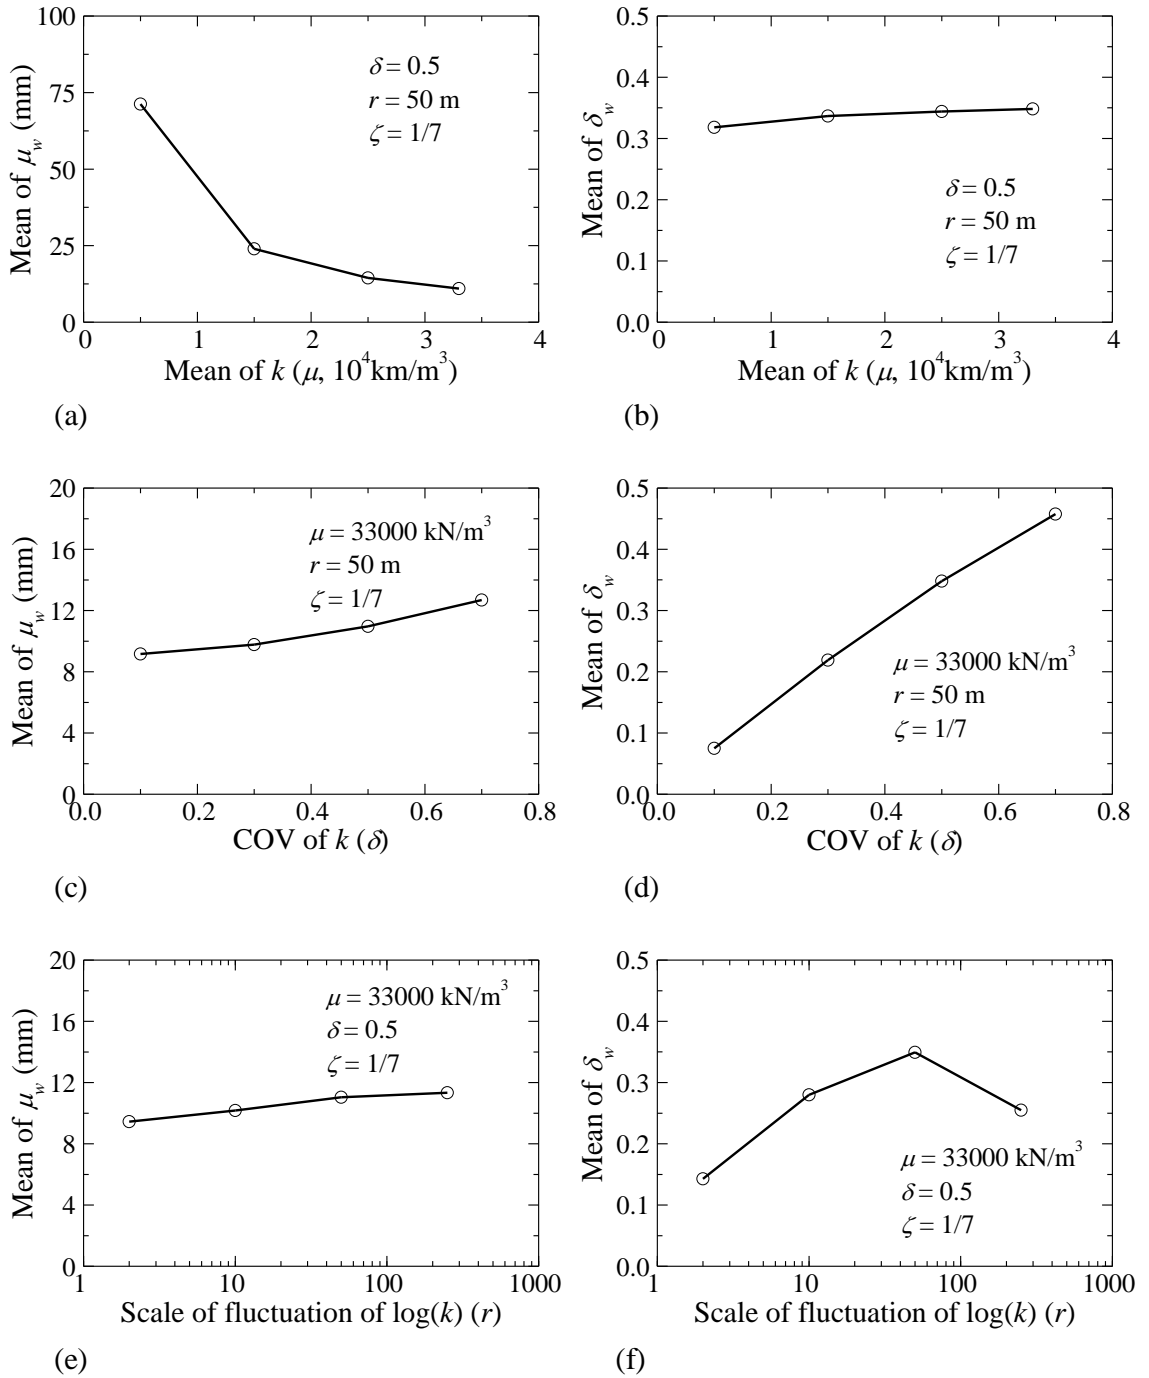 100
75
50
25
0
Mean of μw (mm)
δ = 0.5
r = 50 m
ζ = 1/7
0 1 2 3 4
Mean of k (μ, 10^4 km/m^3)
(a)
0.5
0.4
0.3
0.2
0.1
0.0
Mean of δw
δ = 0.5
r = 50 m
ζ = 1/7
0 1 2 3 4
Mean of k (μ, 10^4 km/m^3)
(b)
20
16
12
8
4
0
Mean of μw (mm)
μ = 33000 kN/m^3
r = 50 m
ζ = 1/7
0.0 0.2 0.4 0.6 0.8
COV of k (δ)
(c)
0.5
0.4
0.3
0.2
0.1
0.0
Mean of δw
μ = 33000 kN/m^3
r = 50 m
ζ = 1/7
0.0 0.2 0.4 0.6 0.8
COV of k (δ)
(d)
20
16
12
8
4
0
Mean of μw (mm)
μ = 33000 kN/m^3
δ = 0.5
ζ = 1/7
1 10 100 1000
Scale of fluctuation of log(k) (r)
(e)
0.5
0.4
0.3
0.2
0.1
0.0
Mean of δw
μ = 33000 kN/m^3
δ = 0.5
ζ = 1/7
1 10 100 1000
Scale of fluctuation of log(k) (r)
(f)